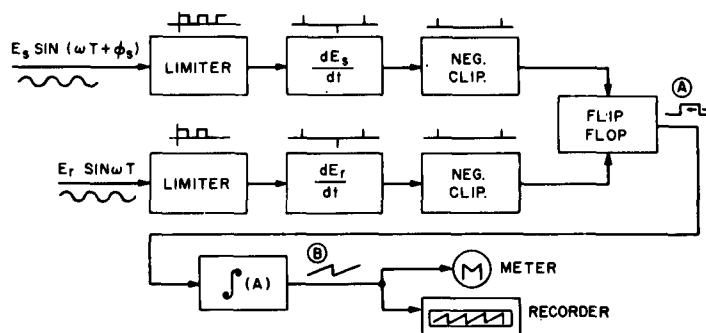 E_s SIN (ωT + ϕ_s)
LIMITER
dE_s
dt
NEG.
CLIP.
FLIP
FLOP
Ⓐ
E_r SINωT
LIMITER
dE_r
dt
NEG.
CLIP.
∫(A)
Ⓑ
M
METER
RECORDER